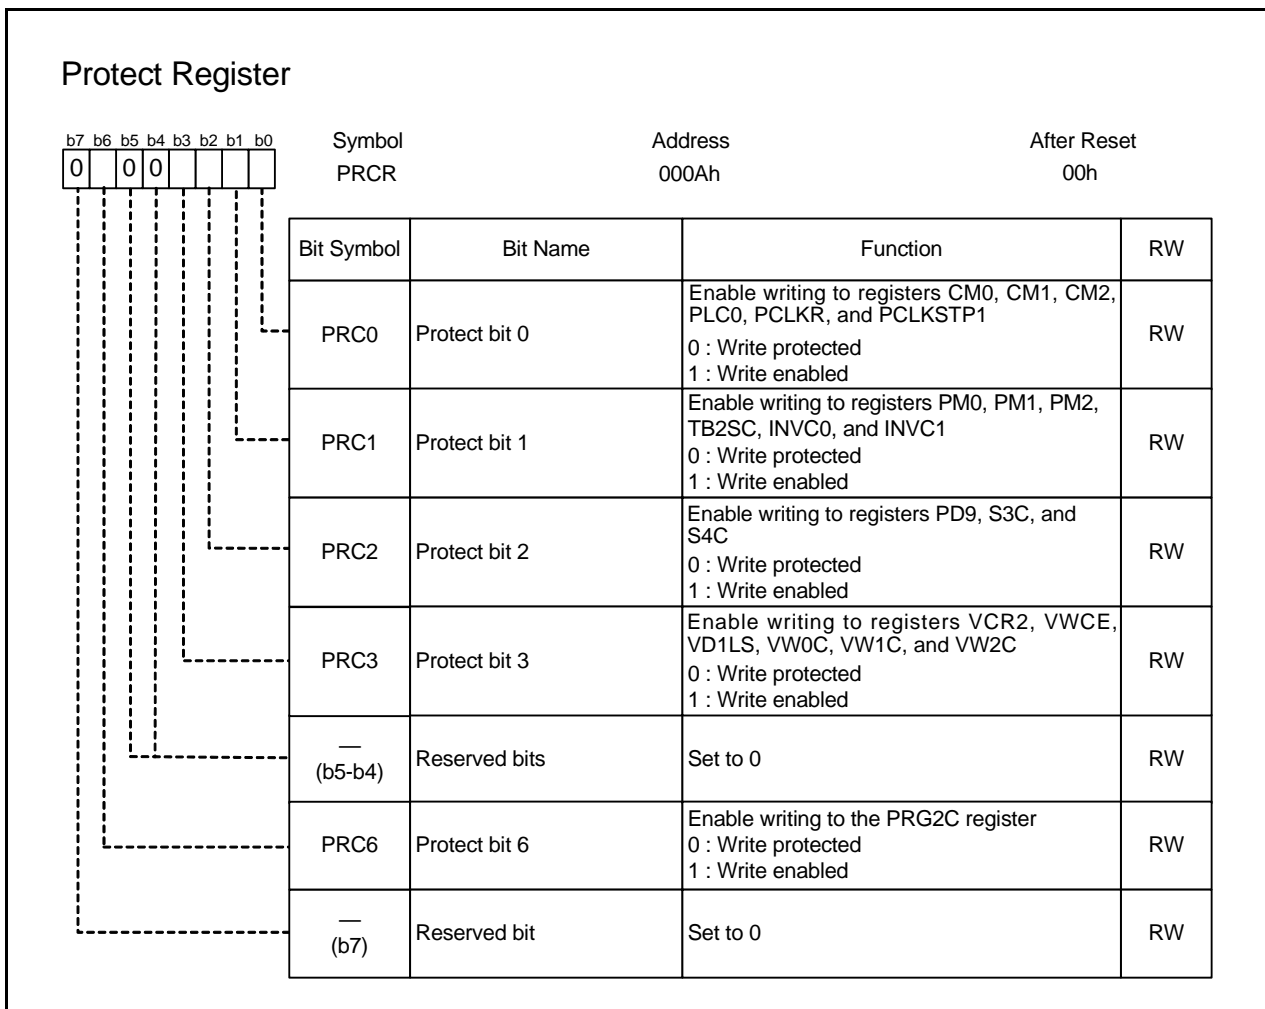 Protect Register
b7 b6 b5 b4 b3 b2 b1 b0
0 0 0
Symbol Address After Reset
PRCR 000Ah 00h
Bit Symbol Bit Name Function RW
PRC0 Protect bit 0 Enable writing to registers CM0, CM1, CM2,
PLC0, PCLKR, and PCLKSTP1
0 : Write protected
1 : Write enabled
RW
PRC1 Protect bit 1 Enable writing to registers PM0, PM1, PM2,
TB2SC, INVC0, and INVC1
0 : Write protected
1 : Write enabled
RW
PRC2 Protect bit 2 Enable writing to registers PD9, S3C, and
S4C
0 : Write protected
1 : Write enabled
RW
PRC3 Protect bit 3 Enable writing to registers VCR2, VWCE,
VD1LS, VW0C, VW1C, and VW2C
0 : Write protected
1 : Write enabled
RW
—
(b5-b4) Reserved bits Set to 0 RW
PRC6 Protect bit 6 Enable writing to the PRG2C register
0 : Write protected
1 : Write enabled
RW
—
(b7) Reserved bit Set to 0 RW